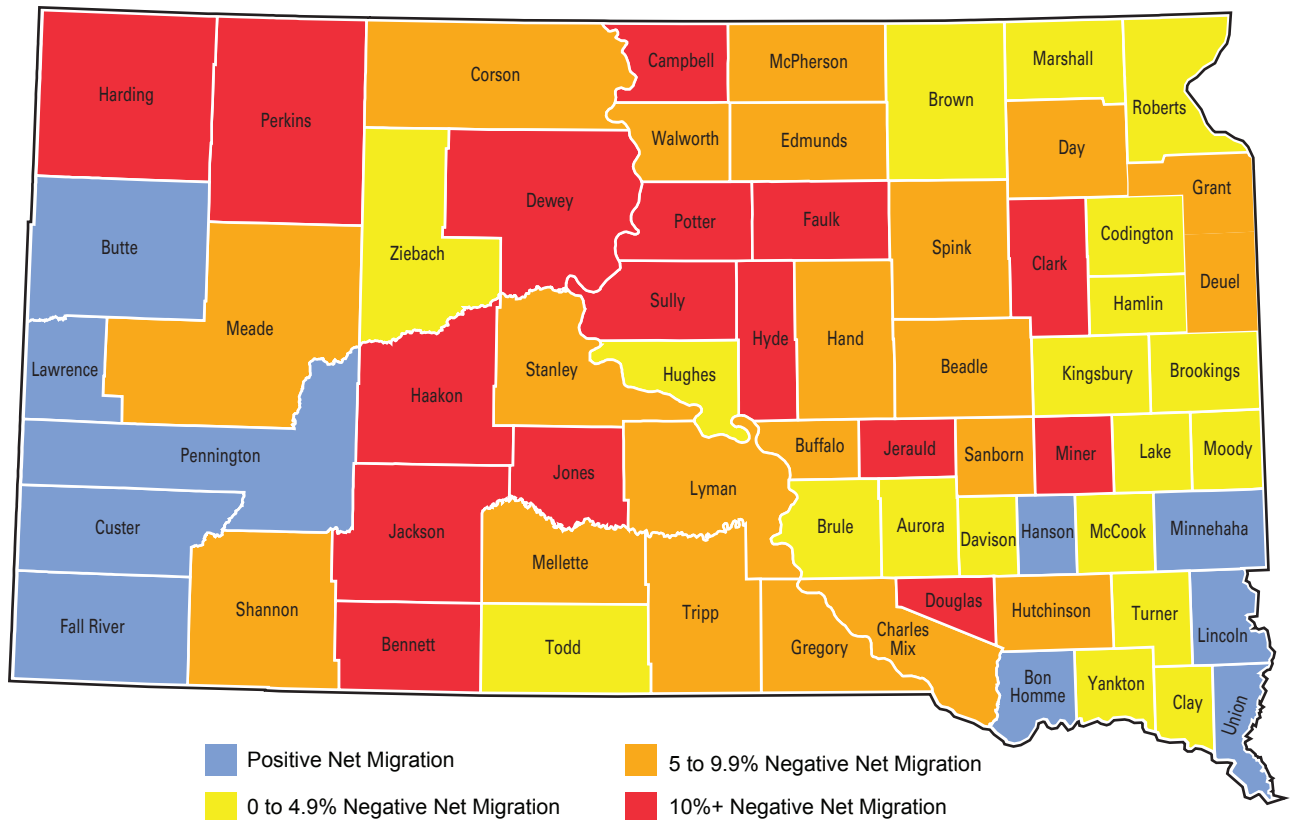 Harding
Perkins
Corson
Campbell
McPherson
Brown
Marshall
Roberts
Walworth
Edmunds
Day
Grant
Butte
Ziebach
Dewey
Potter
Faulk
Spink
Clark
Codington
Hamlin
Deuel
Lawrence
Meade
Haakon
Stanley
Sully
Hyde
Hand
Hughes
Beadle
Kingsbury
Brookings
Pennington
Jones
Lyman
Buffalo
Jerauld
Sanborn
Miner
Lake
Moody
Custer
Jackson
Mellette
Brule
Aurora
Davison
Hanson
McCook
Minnehaha
Fall River
Shannon
Bennett
Todd
Tripp
Gregory
Charles
Mix
Douglas
Hutchinson
Turner
Lincoln
Bon
Homme
Yankton
Clay
Union
Positive Net Migration
0 to 4.9% Negative Net Migration
5 to 9.9% Negative Net Migration
10%+ Negative Net Migration